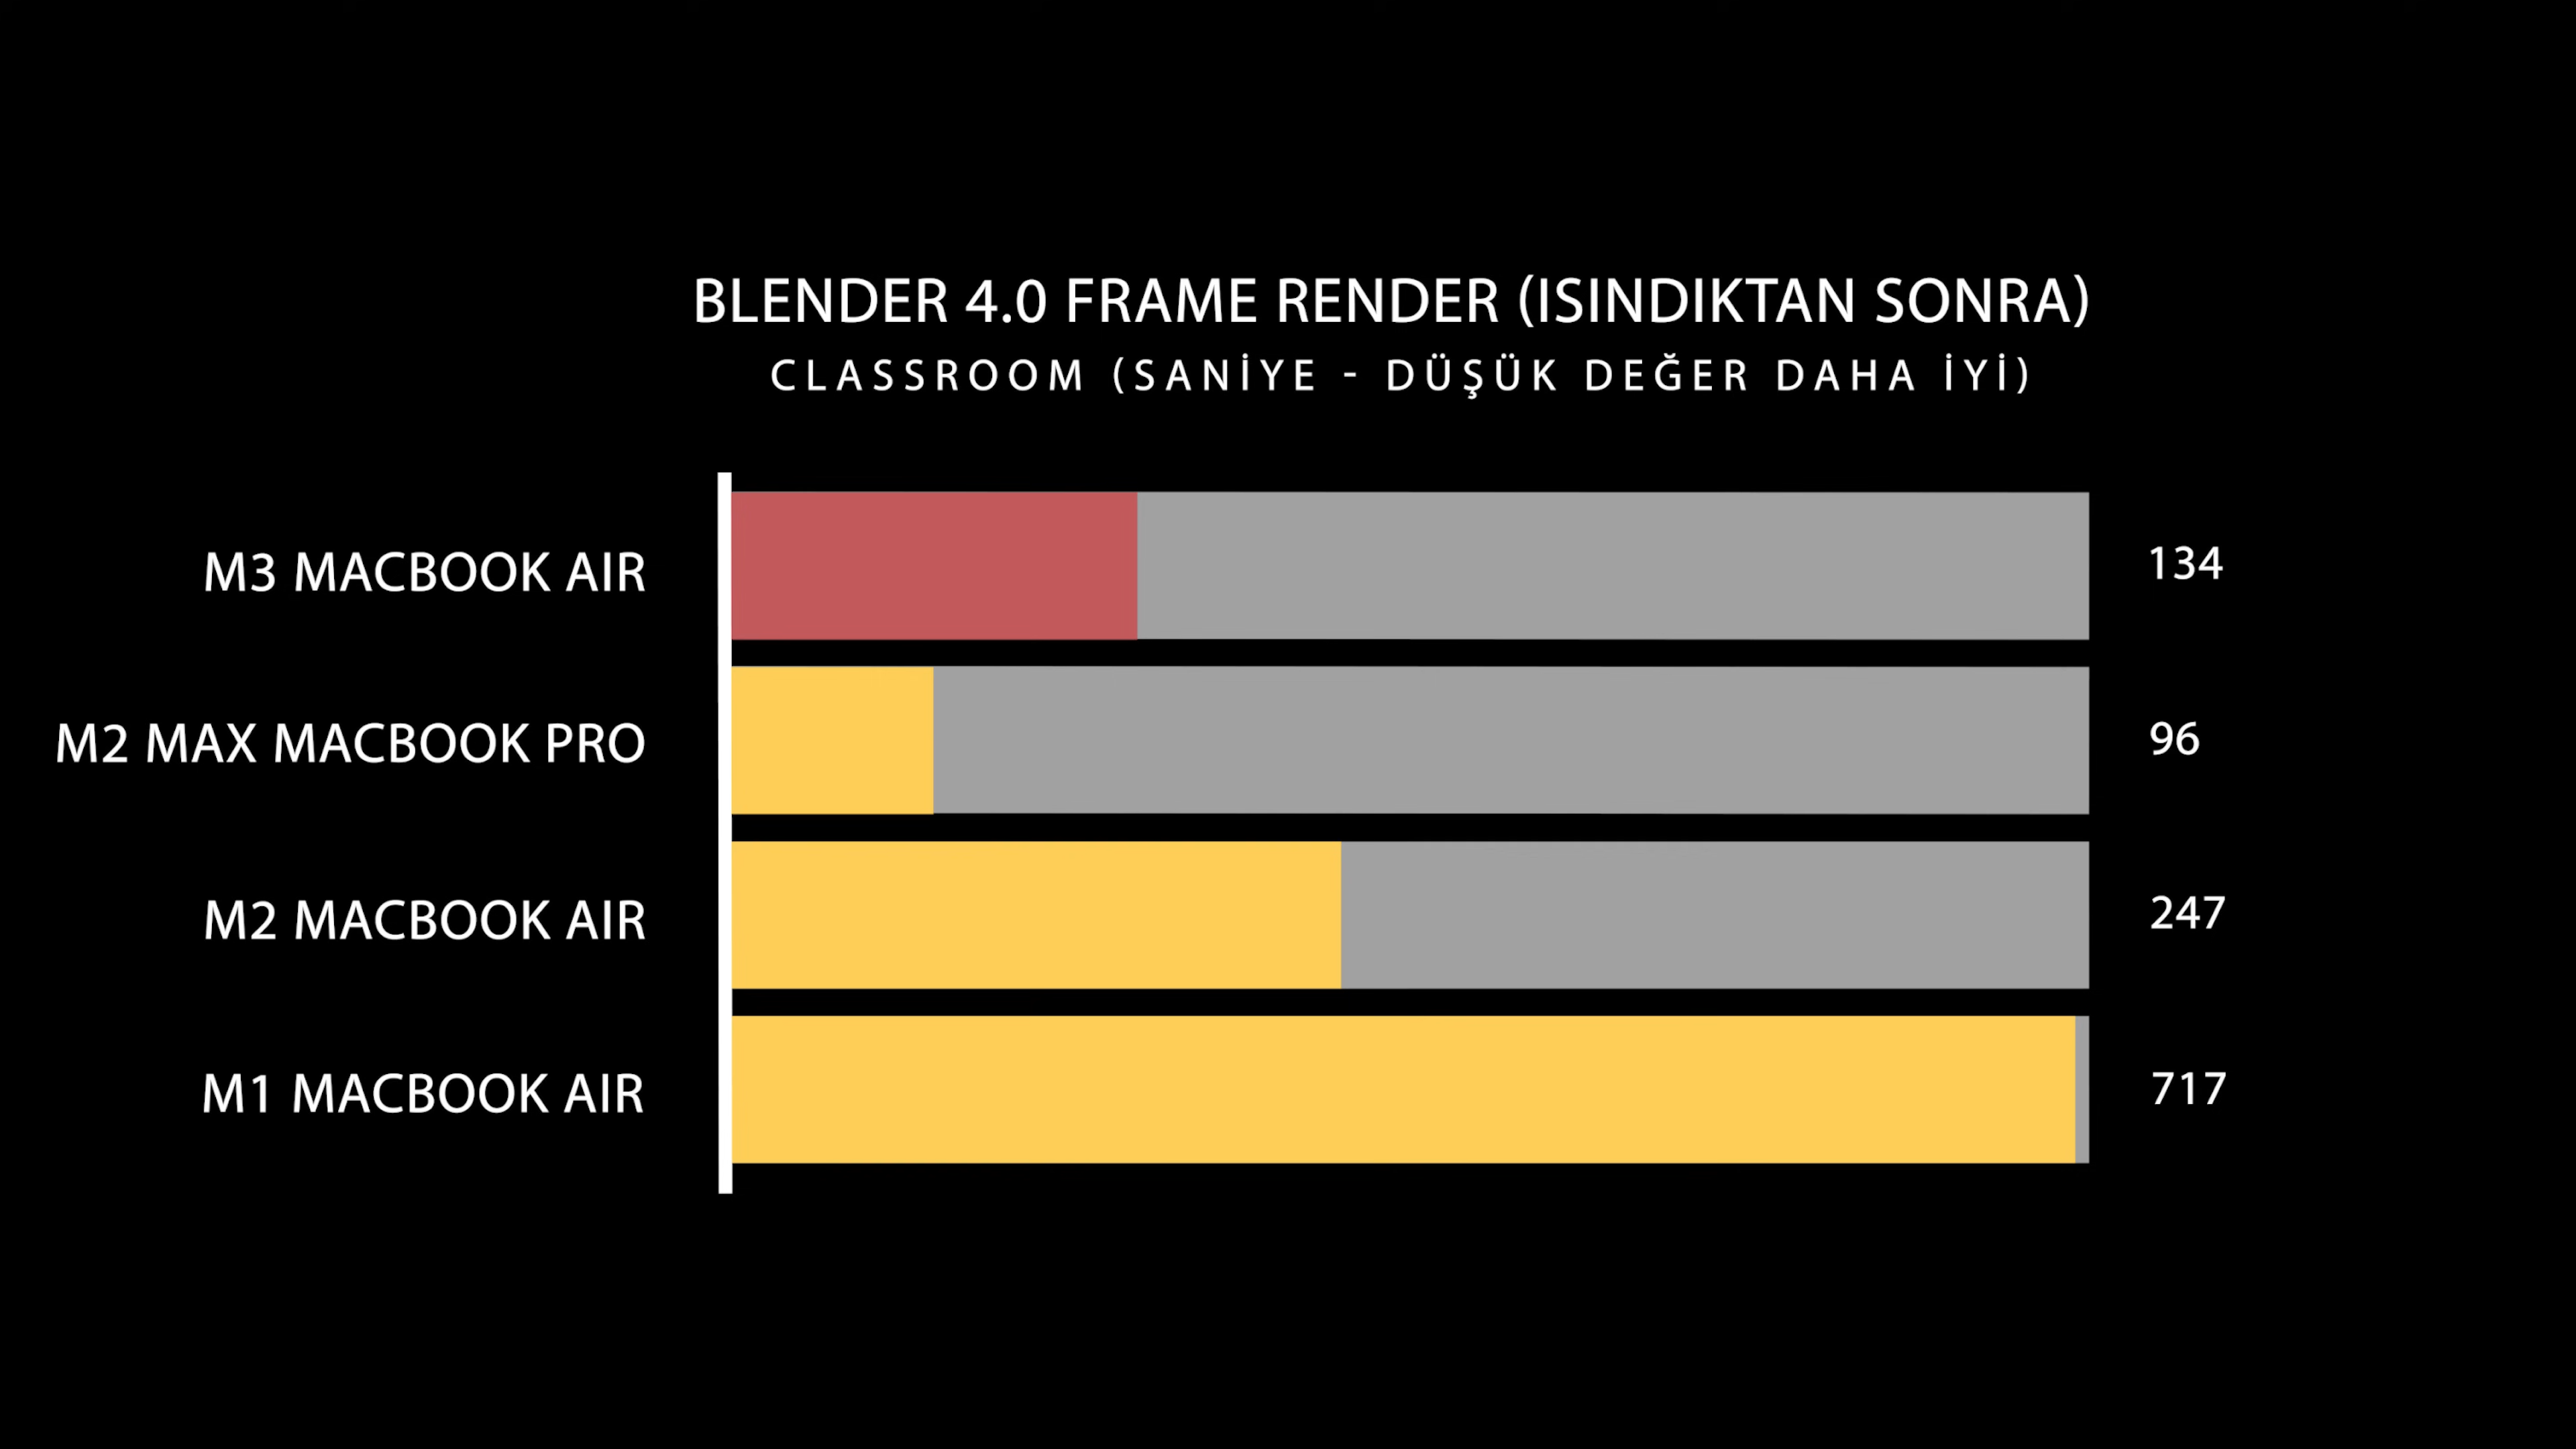 BLENDER 4.0 FRAME RENDER (ISINDIKTAN SONRA)
CLASSROOM (SANİYE - DÜŞÜK DEĞER DAHA İYİ)
M3 MACBOOK AIR 134
M2 MAX MACBOOK PRO 96
M2 MACBOOK AIR 247
M1 MACBOOK AIR 717